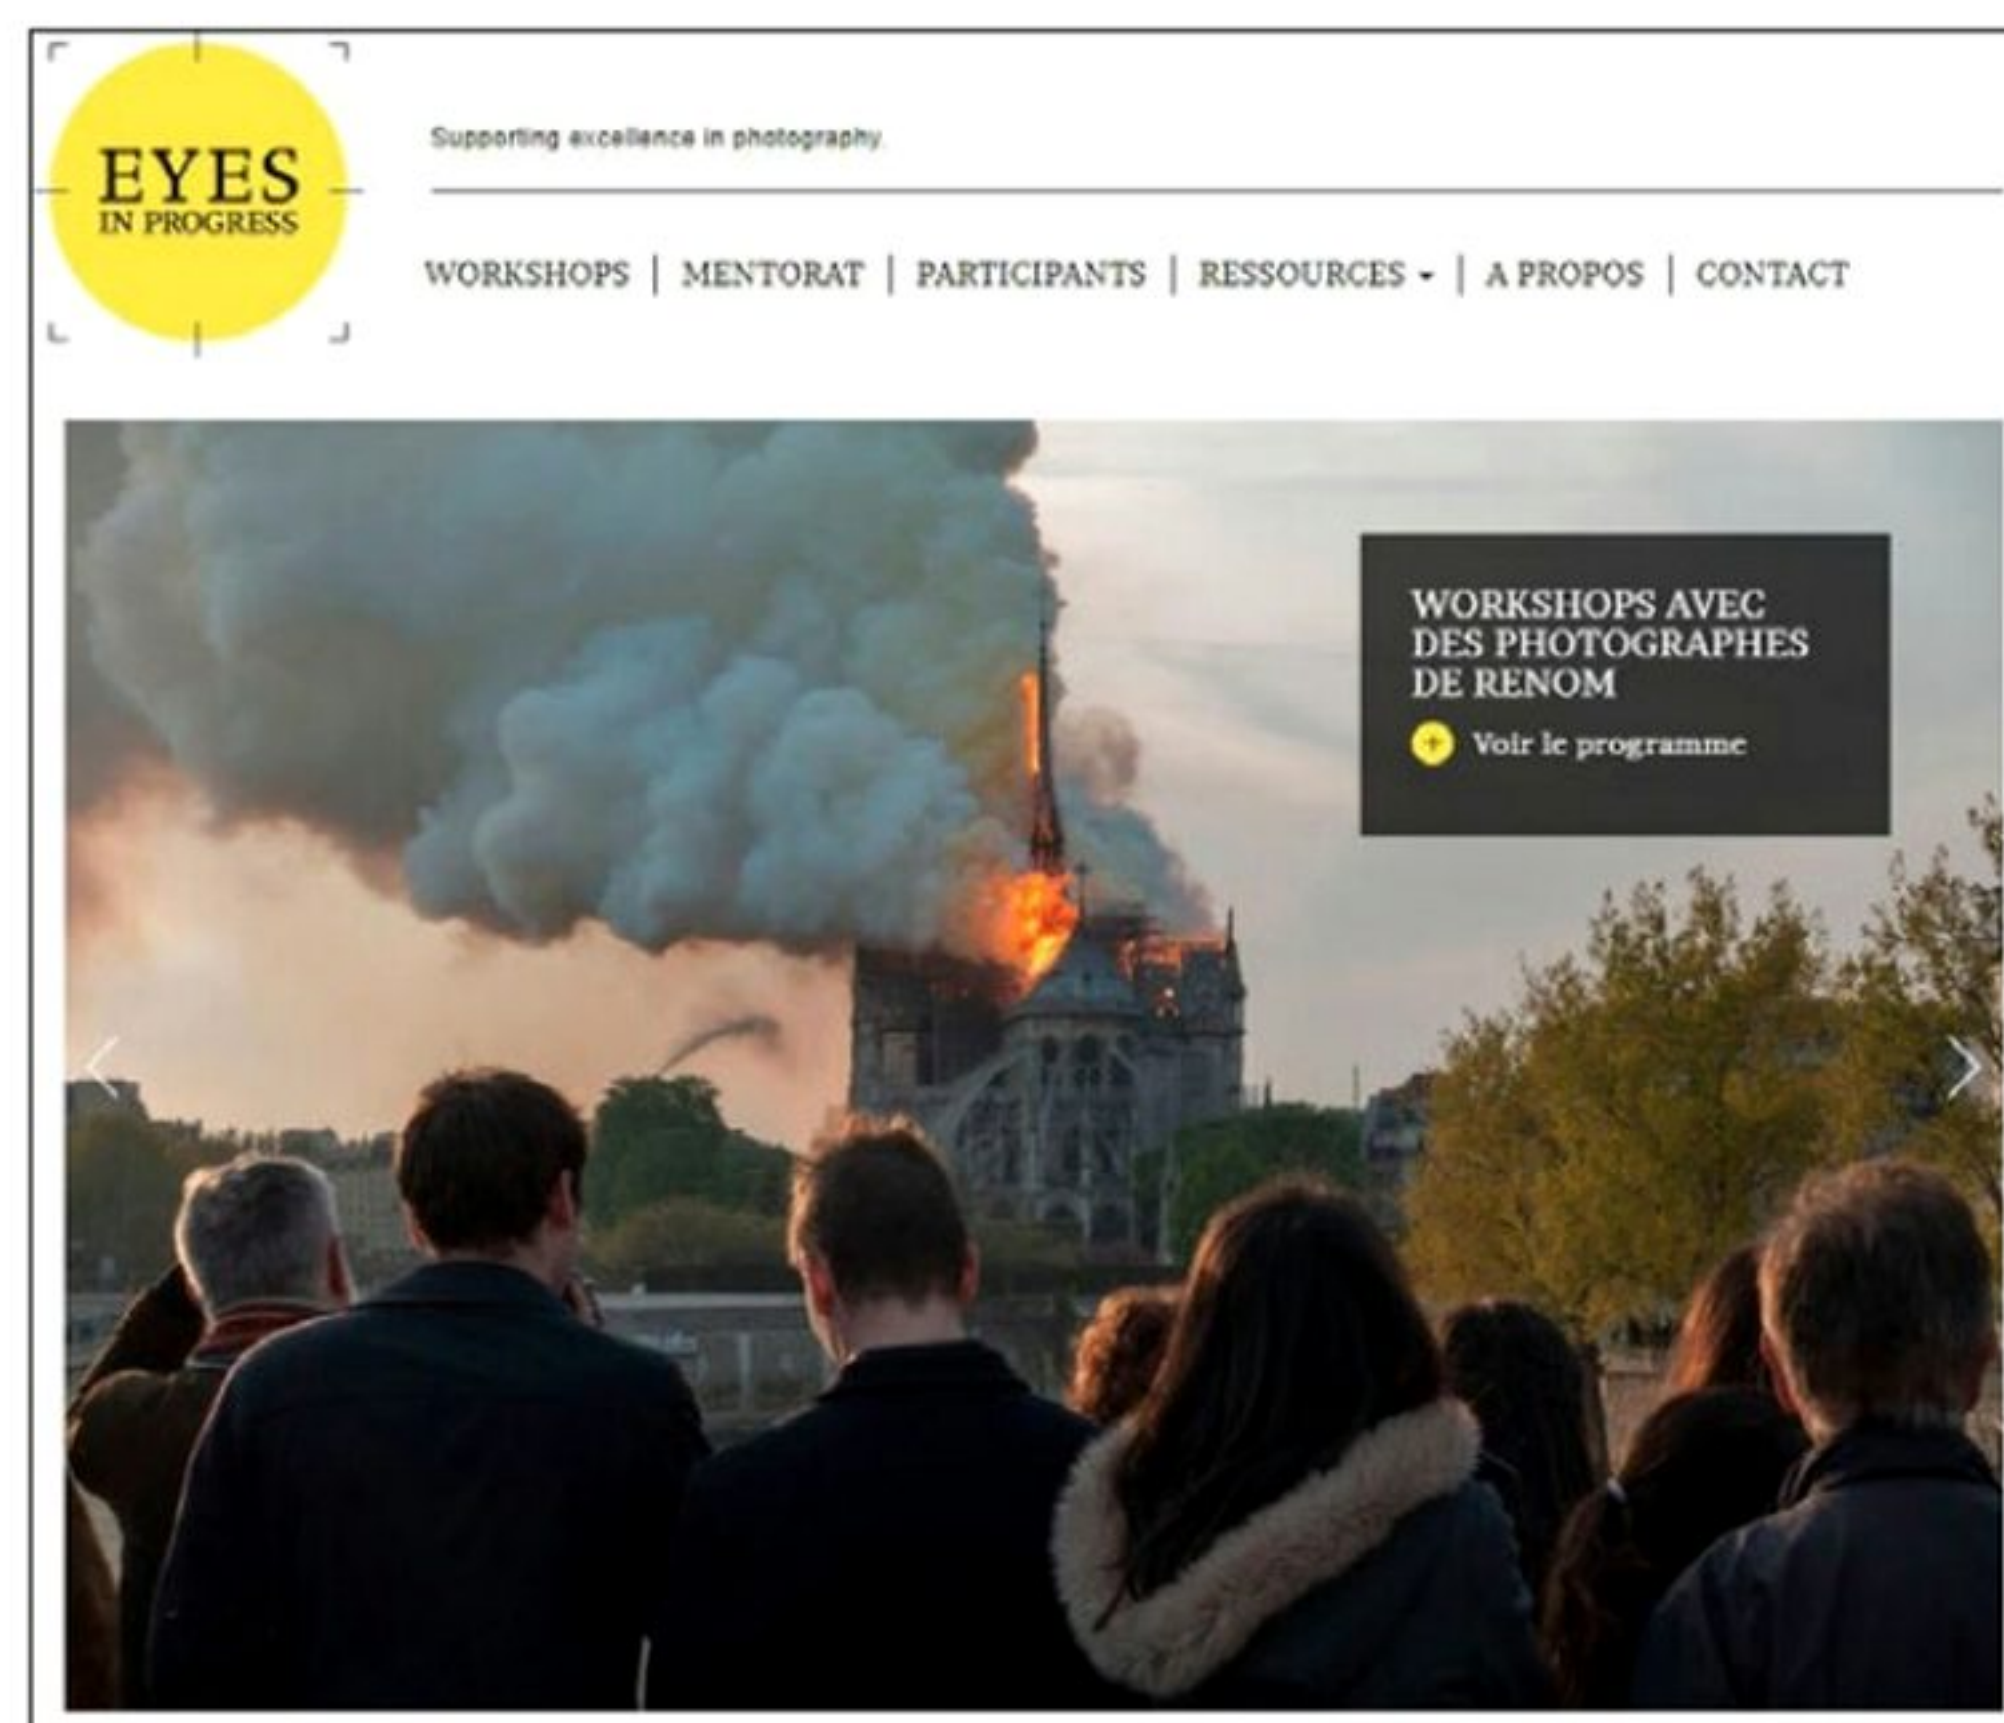 EYES
IN PROGRESS
Supporting excellence in photography.
WORKSHOPS | MENTORAT | PARTICIPANTS | RESSOURCES | A PROPOS | CONTACT
WORKSHOPS AVEC
DES PHOTOGRAPHES
DE RENOM
+ Voir le programme